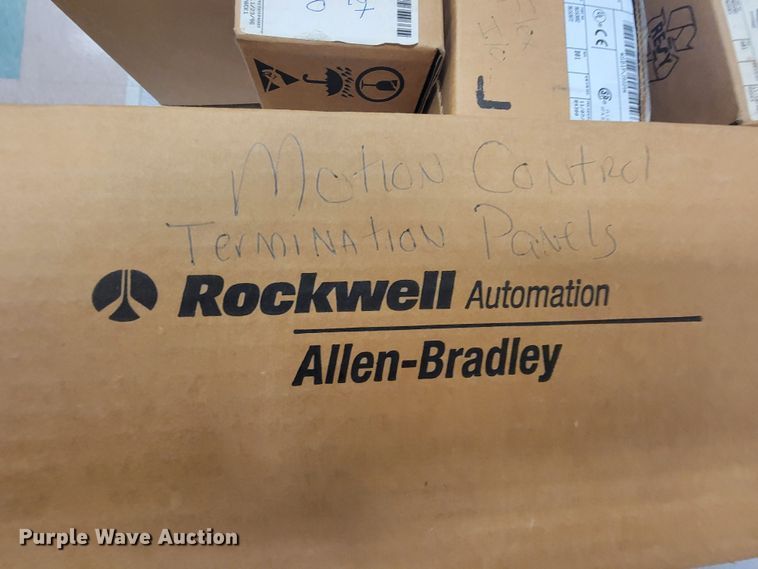 Motion Control
Termination Panels
Rockwell Automation
Allen-Bradley
Purple Wave Auction